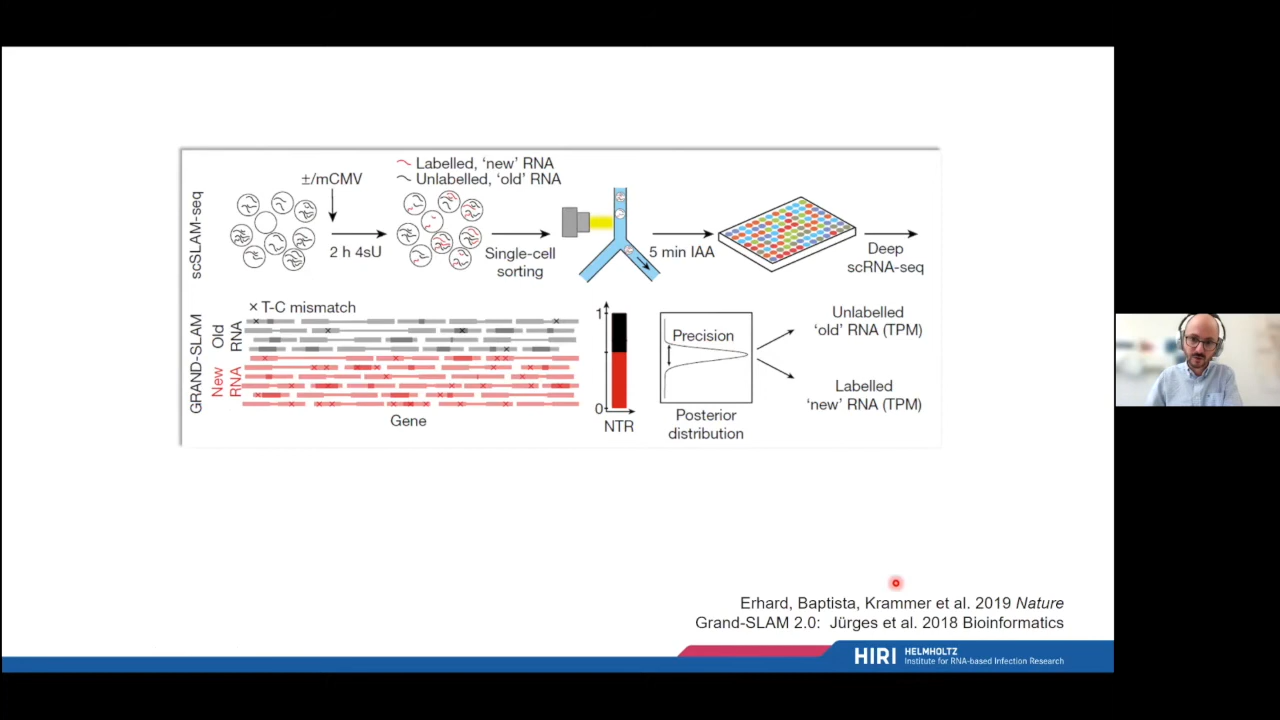 scSLAM-seq
±/mCMV
2 h 4sU
Labelled, ‘new’ RNA
Unlabelled, ‘old’ RNA
Single-cell
sorting
5 min IAA
Deep
scRNA-seq
GRAND-SLAM
Old
RNA
New
RNA
× T-C mismatch
Gene
1
0
NTR
Precision
Posterior
distribution
Unlabelled
‘old’ RNA (TPM)
Labelled
‘new’ RNA (TPM)
Erhard, Baptista, Krammer et al. 2019 Nature
Grand-SLAM 2.0: Jürges et al. 2018 Bioinformatics
HIRI
HELMHOLTZ
Institute for RNA-based Infection Research